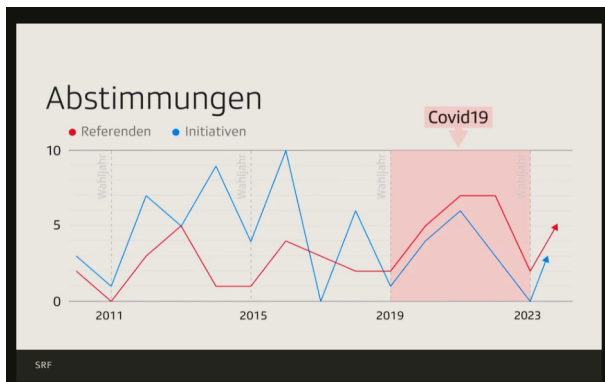 Abstimmungen
Referenden Initiativen
Covid19
10
Wahljahr Wahljahr Wahljahr Wahljahr
5
0
2011 2015 2019 2023
SRF